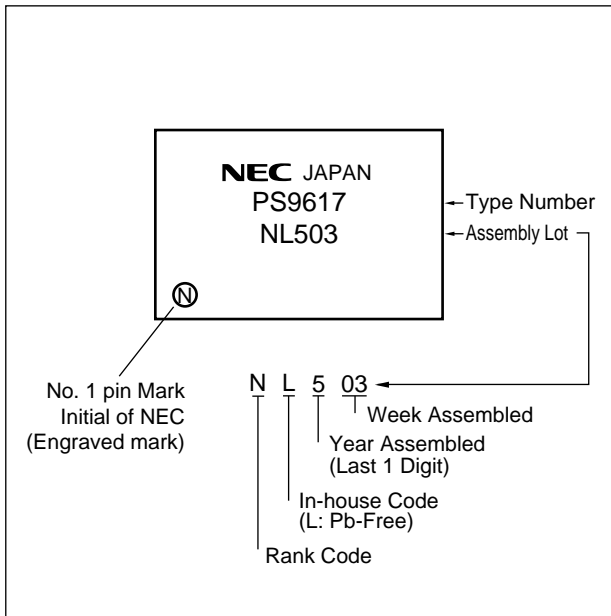 NEC JAPAN
PS9617
NL503
Type Number
Assembly Lot
N
No. 1 pin Mark
Initial of NEC
(Engraved mark)
N L 5 03
Week Assembled
Year Assembled
(Last 1 Digit)
In-house Code
(L: Pb-Free)
Rank Code